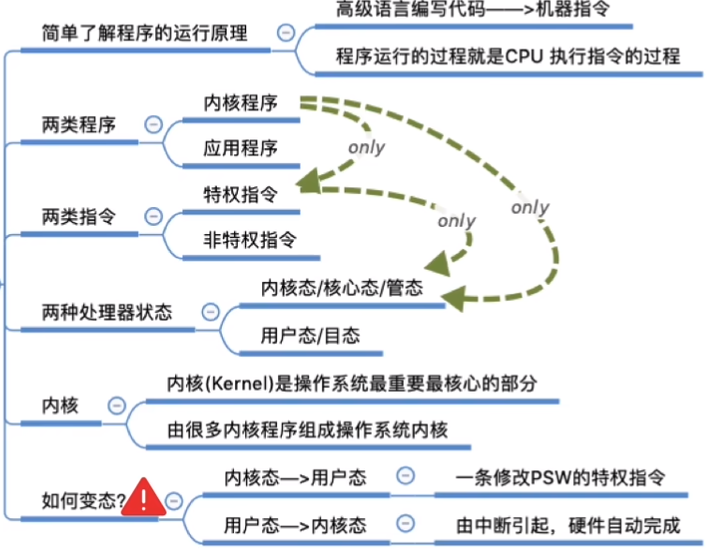 简单了解程序的运行原理
高级语言编写代码——>机器指令
程序运行的过程就是CPU 执行指令的过程
两类程序
内核程序
应用程序
only
两类指令
特权指令
非特权指令
only
only
两种处理器状态
内核态/核心态/管态
用户态/目态
内核
内核(Kernel)是操作系统最重要最核心的部分
由很多内核程序组成操作系统内核
如何变态?
内核态—>用户态
一条修改PSW的特权指令
用户态—>内核态
由中断引起，硬件自动完成